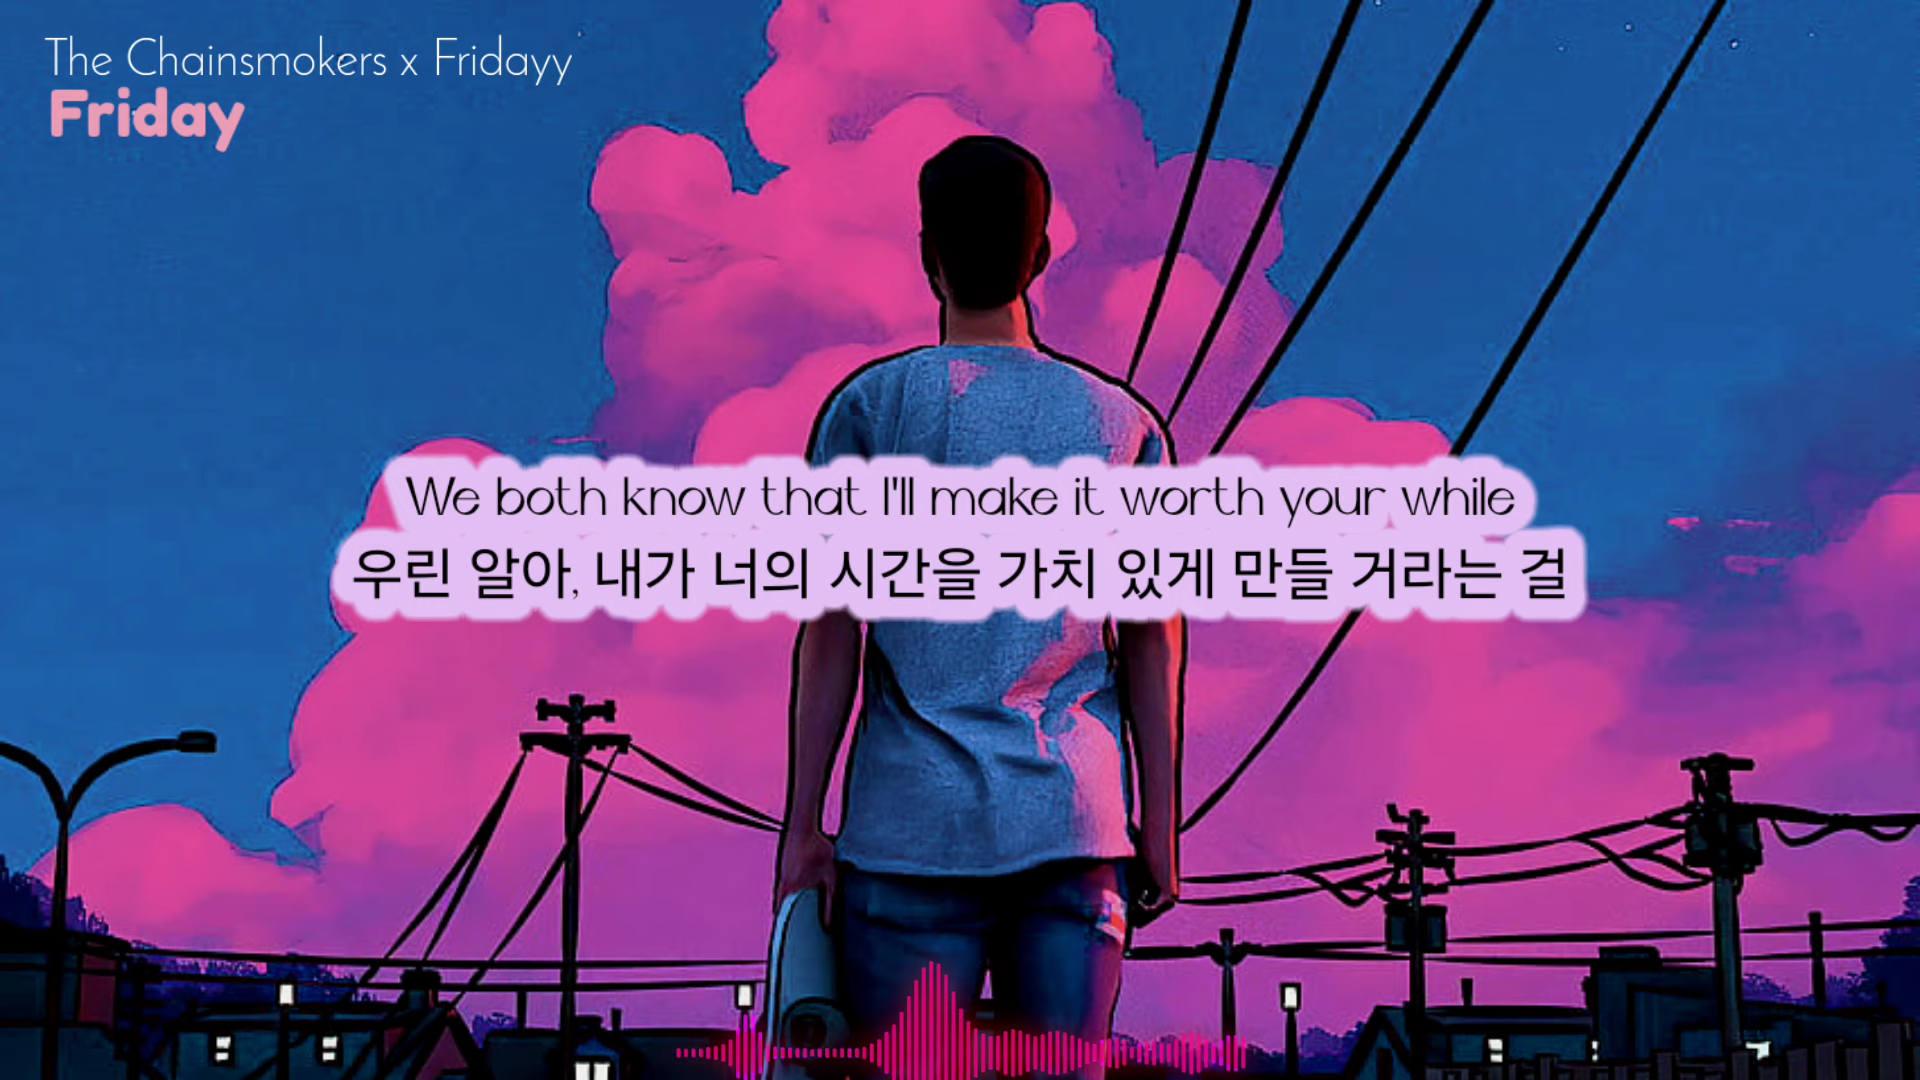 The Chainsmokers x Fridayy
Friday
We both know that I'll make it worth your while
우린 알아, 내가 너의 시간을 가치 있게 만들 거라는 걸